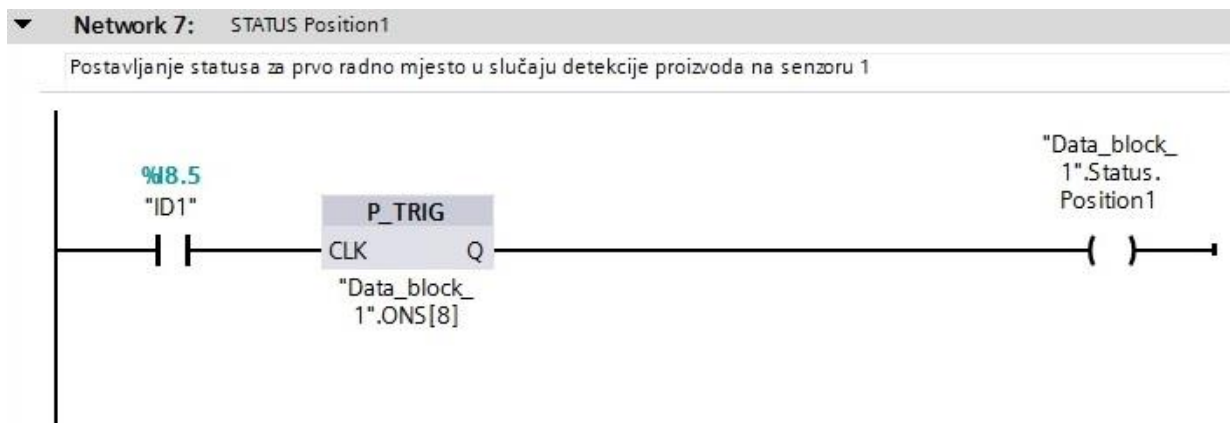 Network 7: STATUS Position1
Postavljanje statusa za prvo radno mjesto u slučaju detekcije proizvoda na senzoru 1
"Data_block_
1".Status.
Position1
%I8.5
"ID1"
P_TRIG
CLK Q
"Data_block_
1".ONS[8]